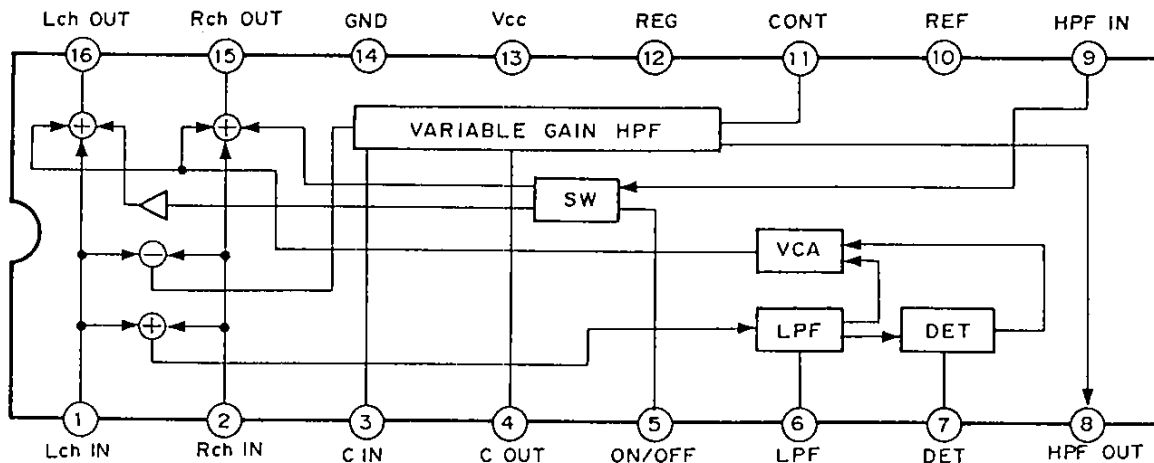 Lch OUT Rch OUT GND Vcc REG CONT REF HPF IN
16 15 14 13 12 11 10 9
+ + VARIABLE GAIN HPF
SW
− VCA
+ LPF DET
1 2 3 4 5 6 7 8
Lch IN Rch IN C IN C OUT ON/OFF LPF DET HPF OUT